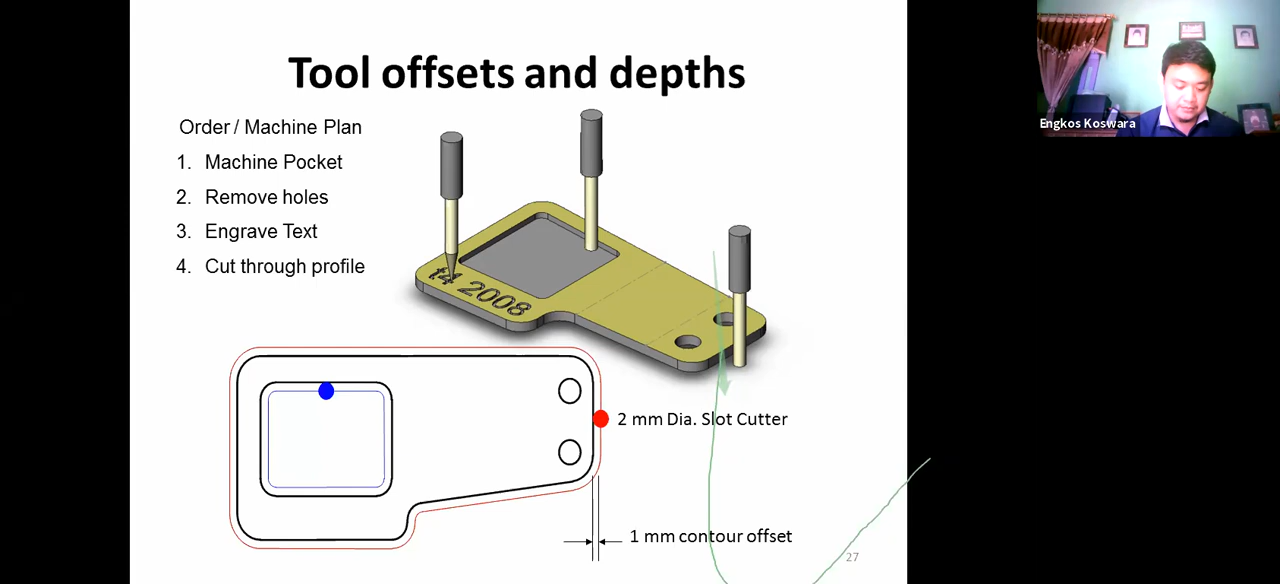 Tool offsets and depths
Order / Machine Plan
1. Machine Pocket
2. Remove holes
3. Engrave Text
4. Cut through profile
t4 2008
2 mm Dia. Slot Cutter
1 mm contour offset
27
Engkos Koswara